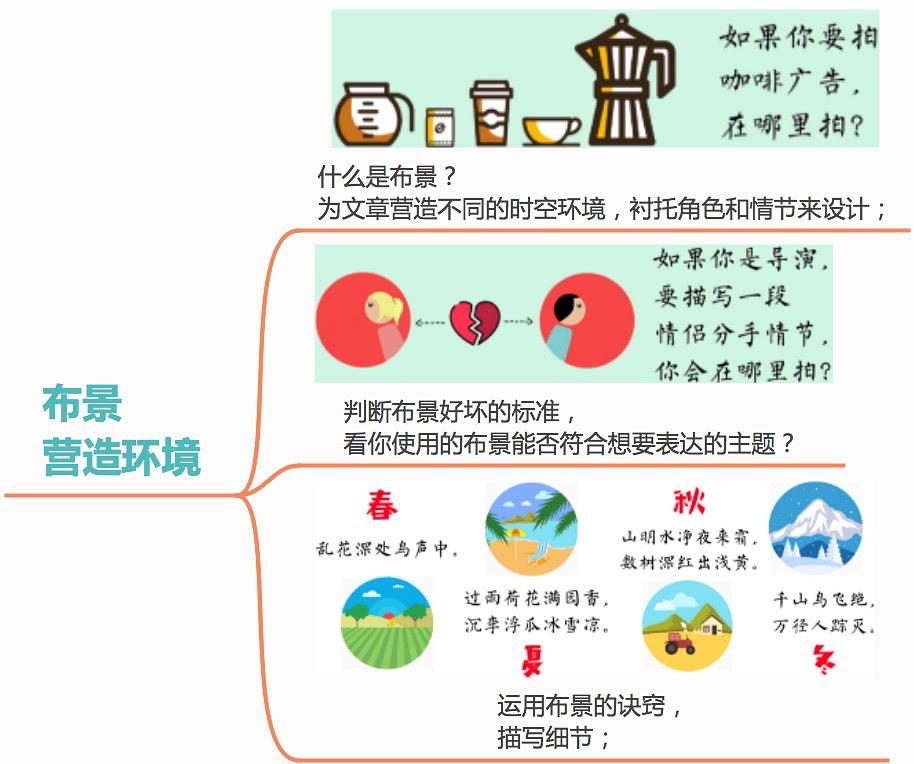 布景
营造环境
如果你要拍
咖啡广告，
在哪里拍？
什么是布景？
为文章营造不同的时空环境，衬托角色和情节来设计；
如果你是导演，
要描写一段
情侣分手情节，
你会在哪里拍？
判断布景好坏的标准，
看你使用的布景能否符合想要表达的主题？
春
乱花深处鸟声中。
过雨荷花满园香，
沉李浮瓜冰雪凉。
夏
秋
山明水净夜来霜，
数树深红出浅黄。
千山鸟飞绝，
万径人踪灭。
冬
运用布景的诀窍，
描写细节；